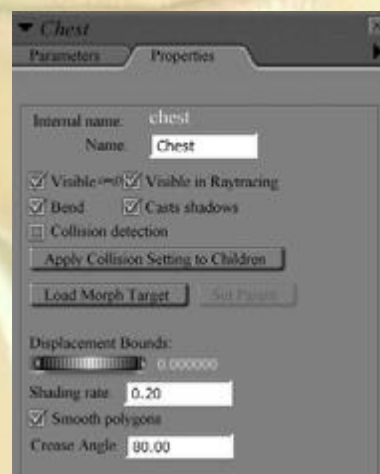 Chest
Parameters Properties
Internal name: chest
Name: Chest
Visible Visible in Raytracing
Bend Casts shadows
Collision detection
Apply Collision Setting to Children
Load Morph Target Set Parent
Displacement Bounds:
0.000000
Shading rate: 0.20
Smooth polygons
Crease Angle: 80.00